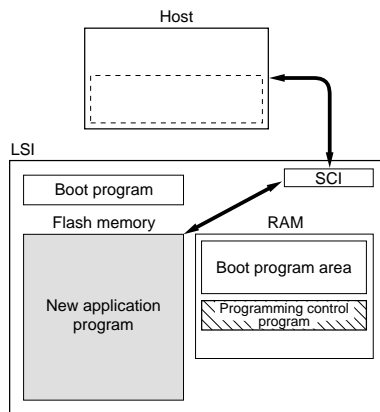 Host
LSI
SCI
Boot program
Flash memory
RAM
Boot program area
New application
program
Programming control
program